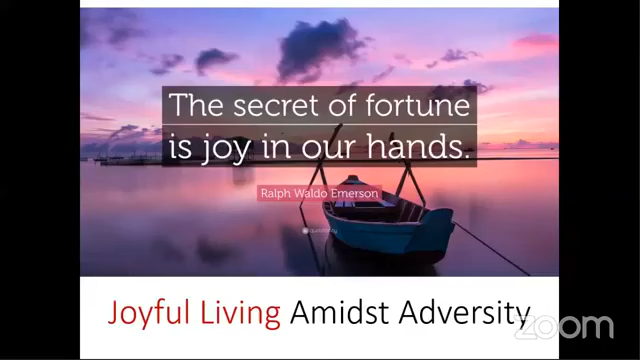 The secret of fortune
is joy in our hands.
Ralph Waldo Emerson
Joyful Living Amidst Adversity
zoom